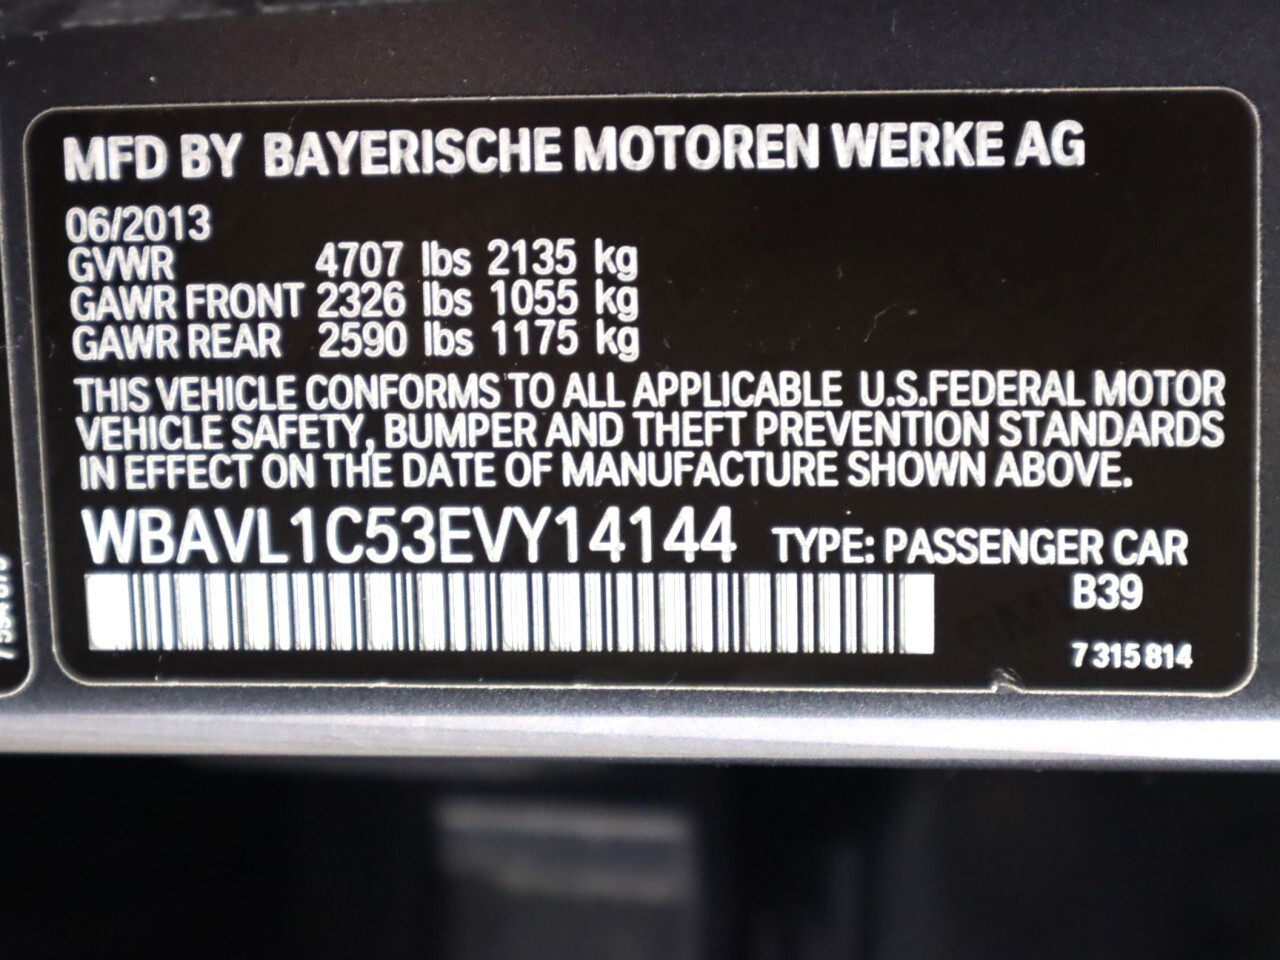 MFD BY BAYERISCHE MOTOREN WERKE AG
06/2013
GVWR 4707 lbs 2135 kg
GAWR FRONT 2326 lbs 1055 kg
GAWR REAR 2590 lbs 1175 kg
THIS VEHICLE CONFORMS TO ALL APPLICABLE U.S.FEDERAL MOTOR
VEHICLE SAFETY, BUMPER AND THEFT PREVENTION STANDARDS
IN EFFECT ON THE DATE OF MANUFACTURE SHOWN ABOVE.
WBAVL1C53EVY14144 TYPE: PASSENGER CAR
B39
7 315 814